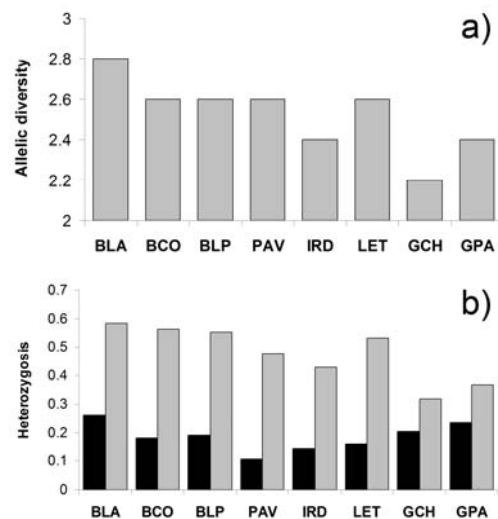 a)
Allelic diversity
3
2.8
2.6
2.4
2.2
2
BLA BCO BLP PAV IRD LET GCH GPA
b)
Heterozygosis
0.7
0.6
0.5
0.4
0.3
0.2
0.1
0
BLA BCO BLP PAV IRD LET GCH GPA